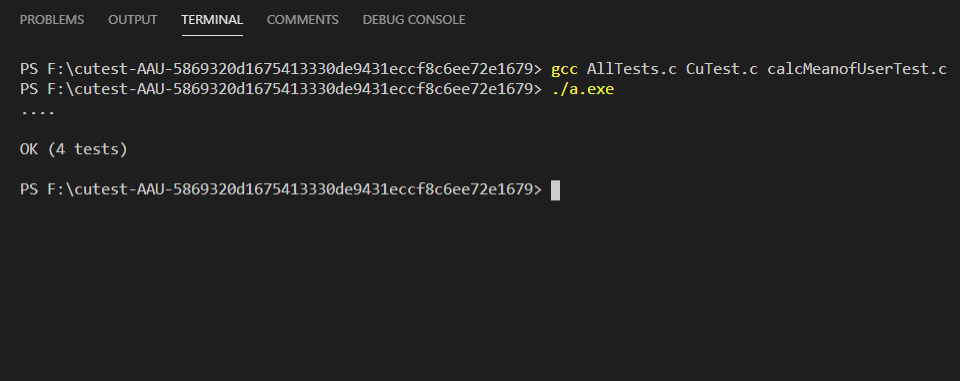 PROBLEMS OUTPUT TERMINAL COMMENTS DEBUG CONSOLE
PS F:\cutest-AAU-5869320d1675413330de9431eccf8c6ee72e1679> gcc AllTests.c CuTest.c calcMeanofUserTest.c
PS F:\cutest-AAU-5869320d1675413330de9431eccf8c6ee72e1679> ./a.exe
....
OK (4 tests)
PS F:\cutest-AAU-5869320d1675413330de9431eccf8c6ee72e1679>